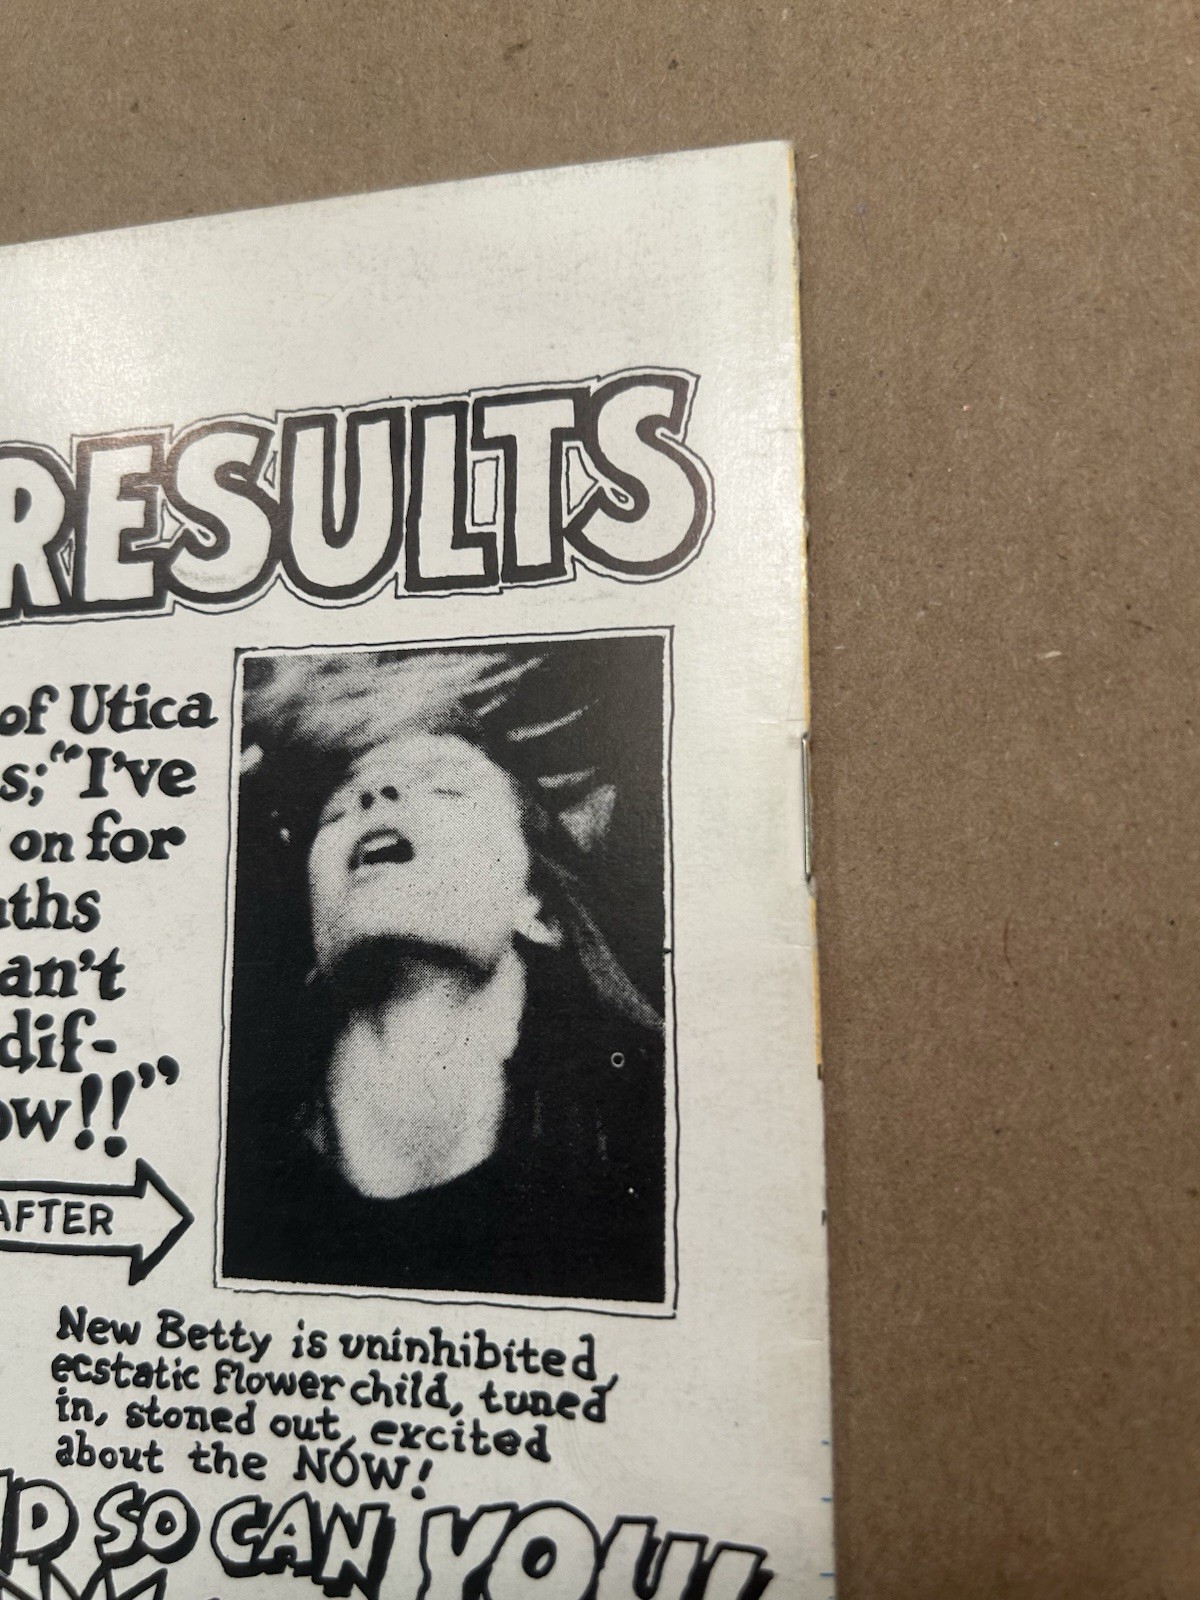 RESULTS
of Utica
s; "I've
on for
ths
an't
dif-
ow!!"
AFTER
New Betty is uninhibited,
ecstatic flower child, tuned
in, stoned out, excited
about the NOW!
SO CAN YOU!